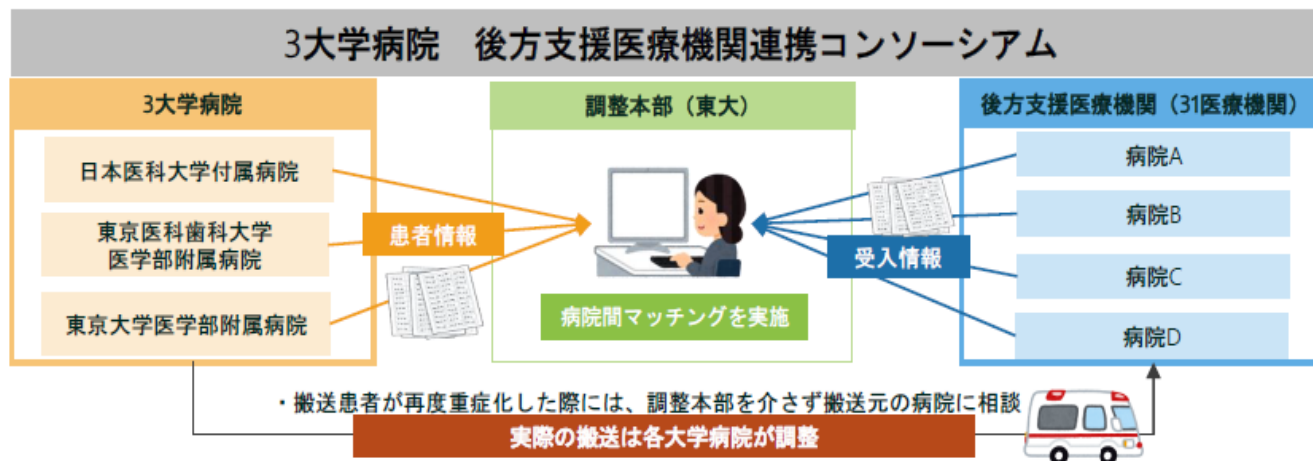 3大学病院　後方支援医療機関連携コンソーシアム
3大学病院
日本医科大学付属病院
東京医科歯科大学
医学部附属病院
東京大学医学部附属病院
患者情報
調整本部（東大）
病院間マッチングを実施
受入情報
後方支援医療機関（31医療機関）
病院A
病院B
病院C
病院D
・搬送患者が再度重症化した際には、調整本部を介さず搬送元の病院に相談
実際の搬送は各大学病院が調整